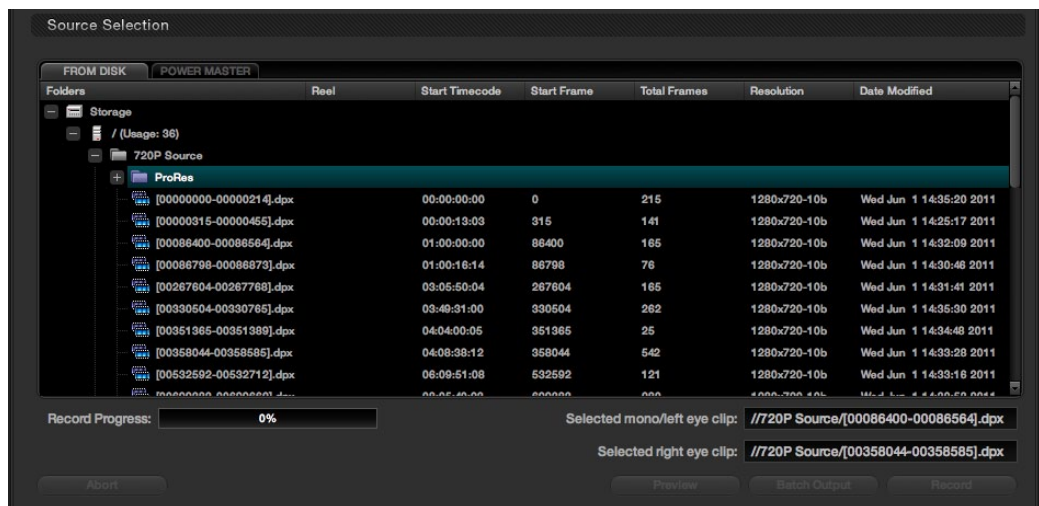 Source Selection
FROM DISK POWER MASTER
Folders Reel Start Timecode Start Frame Total Frames Resolution Date Modified
Storage
/ (Usage: 36)
720P Source
ProRes
[00000000-00000214].dpx 00:00:00:00 0 215 1280x720-10b Wed Jun 1 14:35:20 2011
[00000315-00000455].dpx 00:00:13:03 315 141 1280x720-10b Wed Jun 1 14:25:17 2011
[00086400-00086564].dpx 01:00:00:00 86400 165 1280x720-10b Wed Jun 1 14:32:09 2011
[00086798-00086873].dpx 01:00:16:14 86798 76 1280x720-10b Wed Jun 1 14:30:46 2011
[00267604-00267768].dpx 03:05:50:04 267604 165 1280x720-10b Wed Jun 1 14:31:41 2011
[00330504-00330765].dpx 03:49:31:00 330504 262 1280x720-10b Wed Jun 1 14:35:30 2011
[00351365-00351389].dpx 04:04:00:05 351365 25 1280x720-10b Wed Jun 1 14:34:48 2011
[00358044-00358585].dpx 04:08:38:12 358044 542 1280x720-10b Wed Jun 1 14:33:28 2011
[00532592-00532712].dpx 06:09:51:08 532592 121 1280x720-10b Wed Jun 1 14:33:16 2011
1280x720-10b Wed Jun 1
Record Progress: 0% Selected mono/left eye clip: //720P Source/[00086400-00086564].dpx
Selected right eye clip: //720P Source/[00358044-00358585].dpx
Abort Preview Batch Output Record